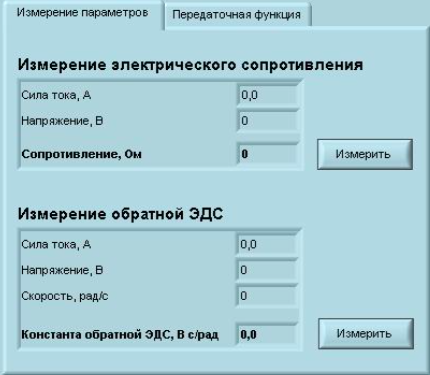 Измерение параметров
Передаточная функция
Измерение электрического сопротивления
Сила тока, А
0,0
Напряжение, В
0
Сопротивление, Ом
0
Измерить
Измерение обратной ЭДС
Сила тока, А
0,0
Напряжение, В
0
Скорость, рад/с
0
Константа обратной ЭДС, В с/рад
0,0
Измерить